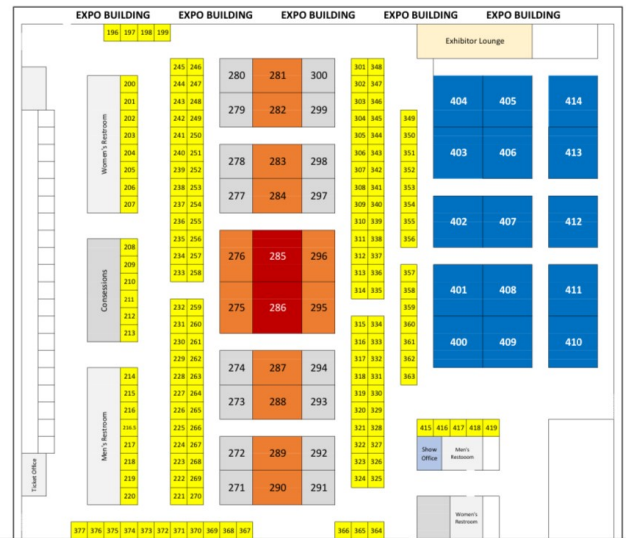 EXPO BUILDING EXPO BUILDING EXPO BUILDING EXPO BUILDING EXPO BUILDING
196 197 198 199
Exhibitor Lounge
245 246
280 281 300
301 348
244 247
302 347
404 405 414
200
201
243 248
279 282 299
303 346
202
242 249
304 345
349
203
241 250
305 344
350
Women's Restroom
204
240 251
278 283 298
306 343
351
403 406 413
205
239 252
307 342
352
206
238 253
277 284 297
308 341
353
207
237 254
309 340
354
236 255
310 339
355
402 407 412
208
235 256
276 285 296
311 338
356
209
234 257
312 337
Consessions
210
233 258
313 336
357
401 408 411
211
314 335
358
212
232 259
275 286 295
359
213
231 260
315 334
360
230 261
316 333
361
400 409 410
229 262
274 287 294
317 332
362
214
228 263
318 331
363
215
227 264
273 288 293
319 330
216
226 265
320 329
216.5
225 266
321 328
415 416 417 418 419
Men's Restroom
217
224 267
272 289 292
322 327
Show
Office
Men's
Restroom
218
223 268
323 326
219
222 269
271 290 291
324 325
220
221 270
Ticket Office
Women's
Restroom
377 376 375 374 373 372 371 370 369 368 367
366 365 364